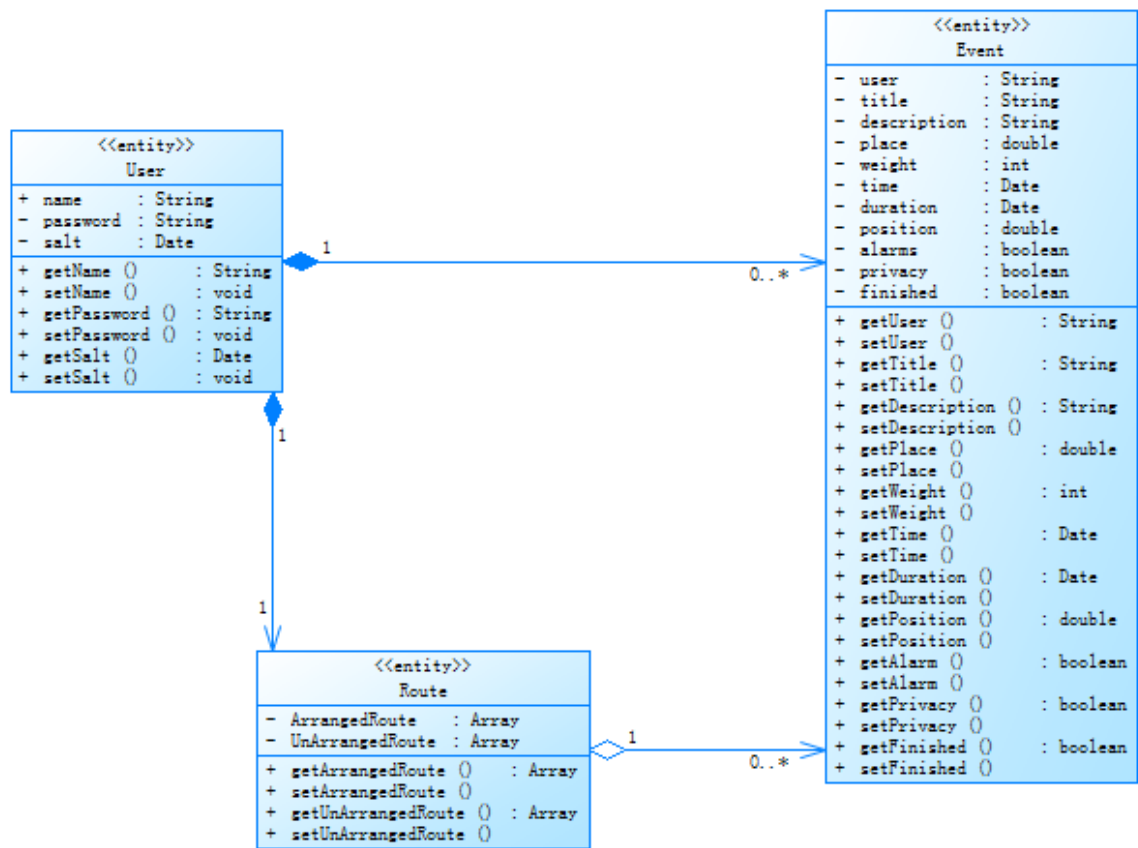 <<entity>>
User
+ name : String
- password : String
- salt : Date
+ getName () : String
+ setName () : void
+ getPassword () : String
+ setPassword () : void
+ getSalt () : Date
+ setSalt () : void
1
0..*
1
1
<<entity>>
Event
- user : String
- title : String
- description : String
- place : double
- weight : int
- time : Date
- duration : Date
- position : double
- alarms : boolean
- privacy : boolean
- finished : boolean
+ getUser () : String
+ setUser ()
+ getTitle () : String
+ setTitle ()
+ getDescription () : String
+ setDescription ()
+ getPlace () : double
+ setPlace ()
+ getWeight () : int
+ setWeight ()
+ getTime () : Date
+ setTime ()
+ getDuration () : Date
+ setDuration ()
+ getPosition () : double
+ setPosition ()
+ getAlarm () : boolean
+ setAlarm ()
+ getPrivacy () : boolean
+ setPrivacy ()
+ getFinished () : boolean
+ setFinished ()
<<entity>>
Route
- ArrangedRoute : Array
- UnArrangedRoute : Array
+ getArrangedRoute () : Array
+ setArrangedRoute ()
+ getUnArrangedRoute () : Array
+ setUnArrangedRoute ()
1
0..*